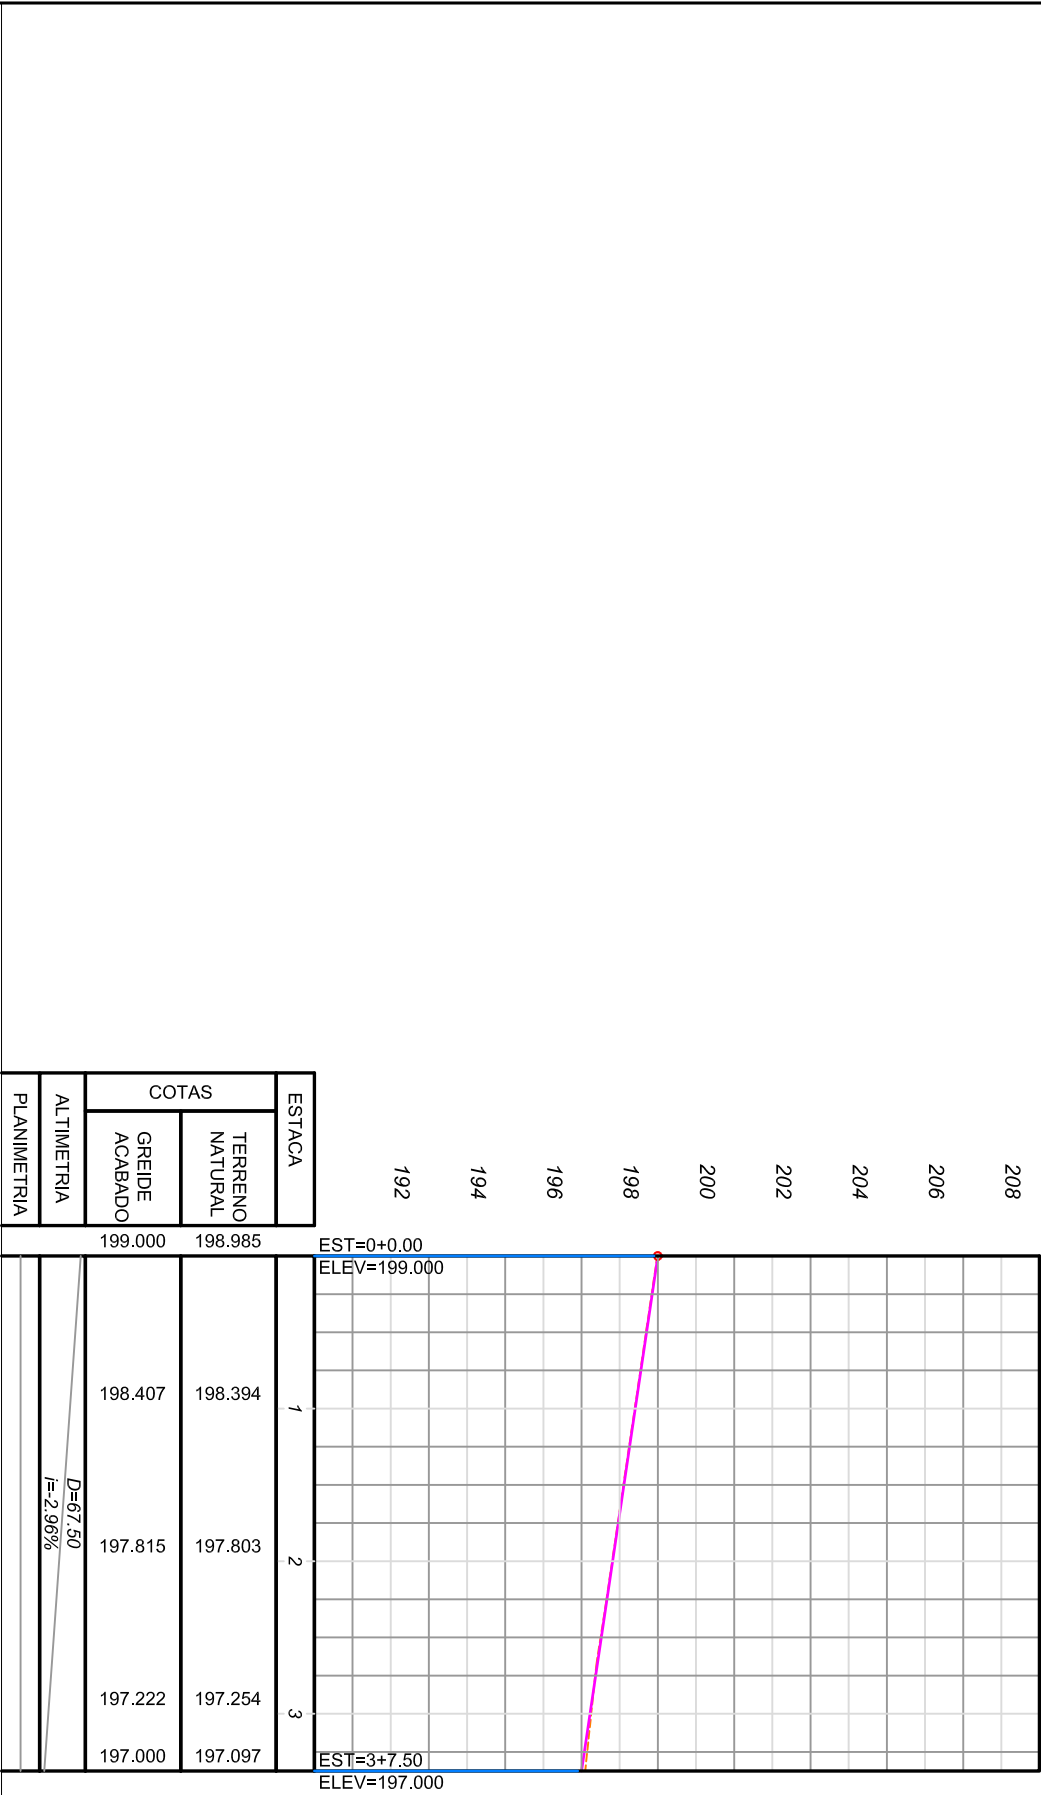 208
206
204
202
200
198
196
194
192
EST=0+0.00
ELEV=199.000
EST=3+7.50
ELEV=197.000
ESTACA
1
2
3
COTAS
TERRENO
NATURAL
198.985
198.394
197.803
197.254
197.097
GREIDE
ACABADO
199.000
198.407
197.815
197.222
197.000
ALTIMETRIA
D=67.50
i=-2.96%
PLANIMETRIA